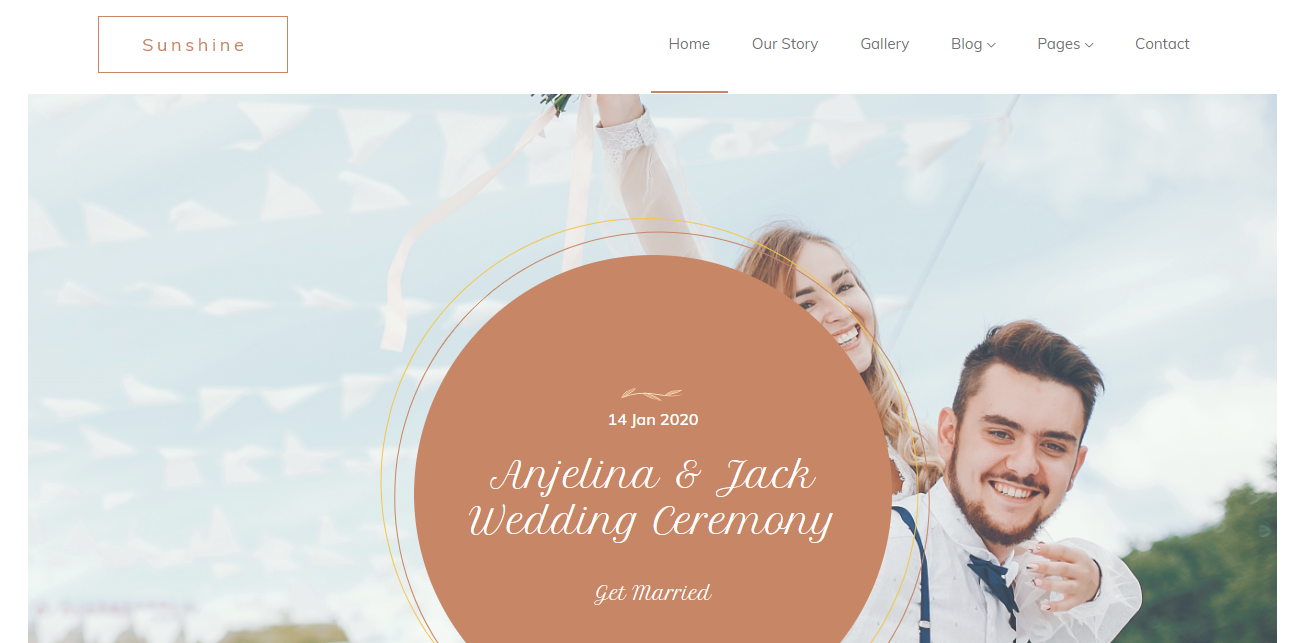 Sunshine
Home Our Story Gallery Blog Pages Contact
14 Jan 2020
Anjelina & Jack
Wedding Ceremony
Get Married